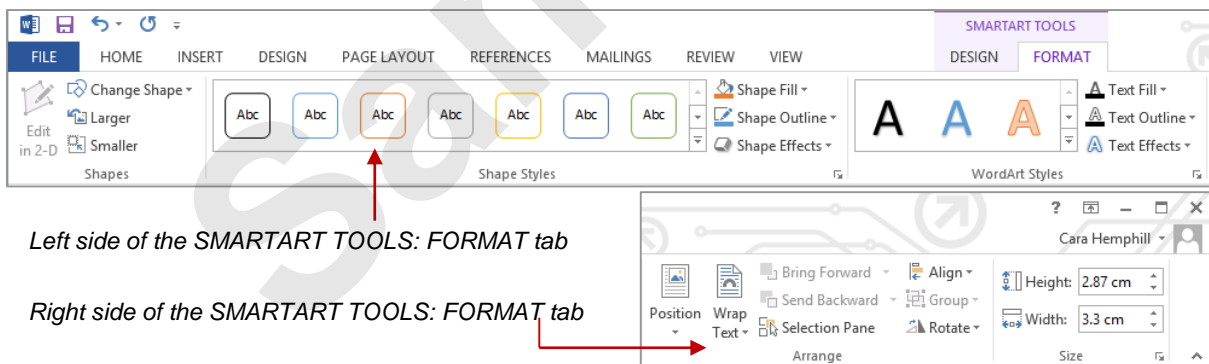 SMARTART TOOLS
FILE HOME INSERT DESIGN PAGE LAYOUT REFERENCES MAILINGS REVIEW VIEW DESIGN FORMAT
Edit in 2-D
Change Shape
Larger
Smaller
Shapes
Abc Abc Abc Abc Abc Abc Abc
Shape Fill
Shape Outline
Shape Effects
Shape Styles
A A A
A Text Fill
A Text Outline
A Text Effects
WordArt Styles
Left side of the SMARTART TOOLS: FORMAT tab
Right side of the SMARTART TOOLS: FORMAT tab
?
Cara Hemphill
Position
Wrap Text
Bring Forward
Send Backward
Selection Pane
Align
Group
Rotate
Arrange
Height: 2.87 cm
Width: 3.3 cm
Size
Sam